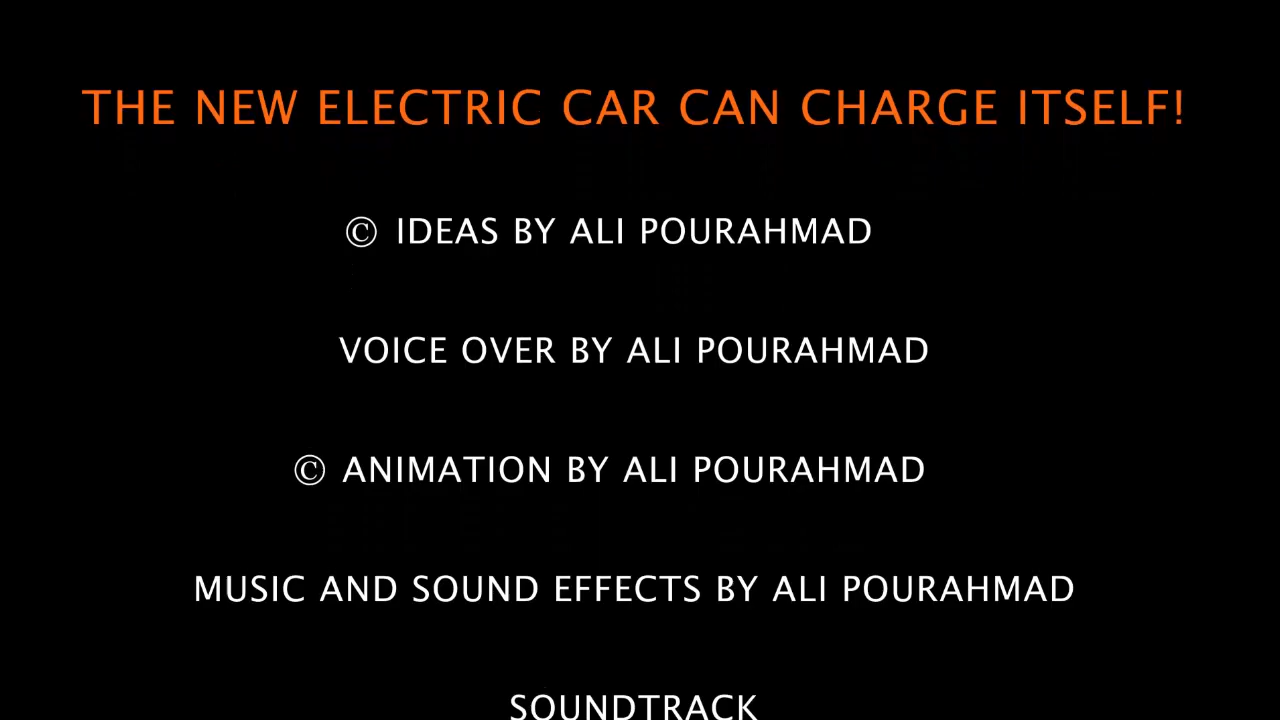 THE NEW ELECTRIC CAR CAN CHARGE ITSELF!
© IDEAS BY ALI POURAHMAD
VOICE OVER BY ALI POURAHMAD
© ANIMATION BY ALI POURAHMAD
MUSIC AND SOUND EFFECTS BY ALI POURAHMAD
SOUNDTRACK